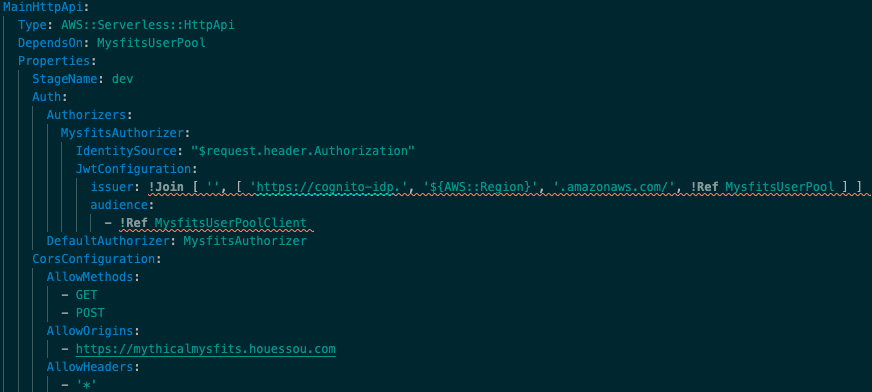 MainHttpApi:
  Type: AWS::Serverless::HttpApi
  DependsOn: MysfitsUserPool
  Properties:
    StageName: dev
    Auth:
      Authorizers:
        MysfitsAuthorizer:
          IdentitySource: "$request.header.Authorization"
          JwtConfiguration:
            issuer: !Join [ '', [ 'https://cognito-idp.', '${AWS::Region}', '.amazonaws.com/', !Ref MysfitsUserPool ] ]
            audience:
              - !Ref MysfitsUserPoolClient
      DefaultAuthorizer: MysfitsAuthorizer
    CorsConfiguration:
      AllowMethods:
        - GET
        - POST
      AllowOrigins:
        - https://mythicalmysfits.houessou.com
      AllowHeaders:
        - '*'